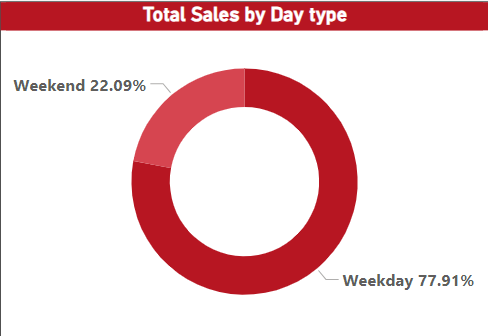 Total Sales by Day type
Weekend 22.09%
Weekday 77.91%